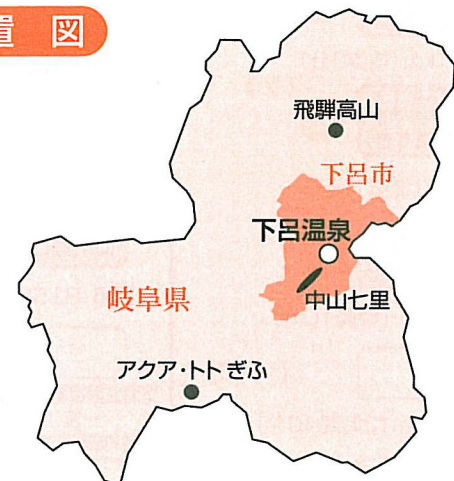 置 図
飛騨高山
下呂市
下呂温泉
中山七里
岐阜県
アクア・トト ぎふ